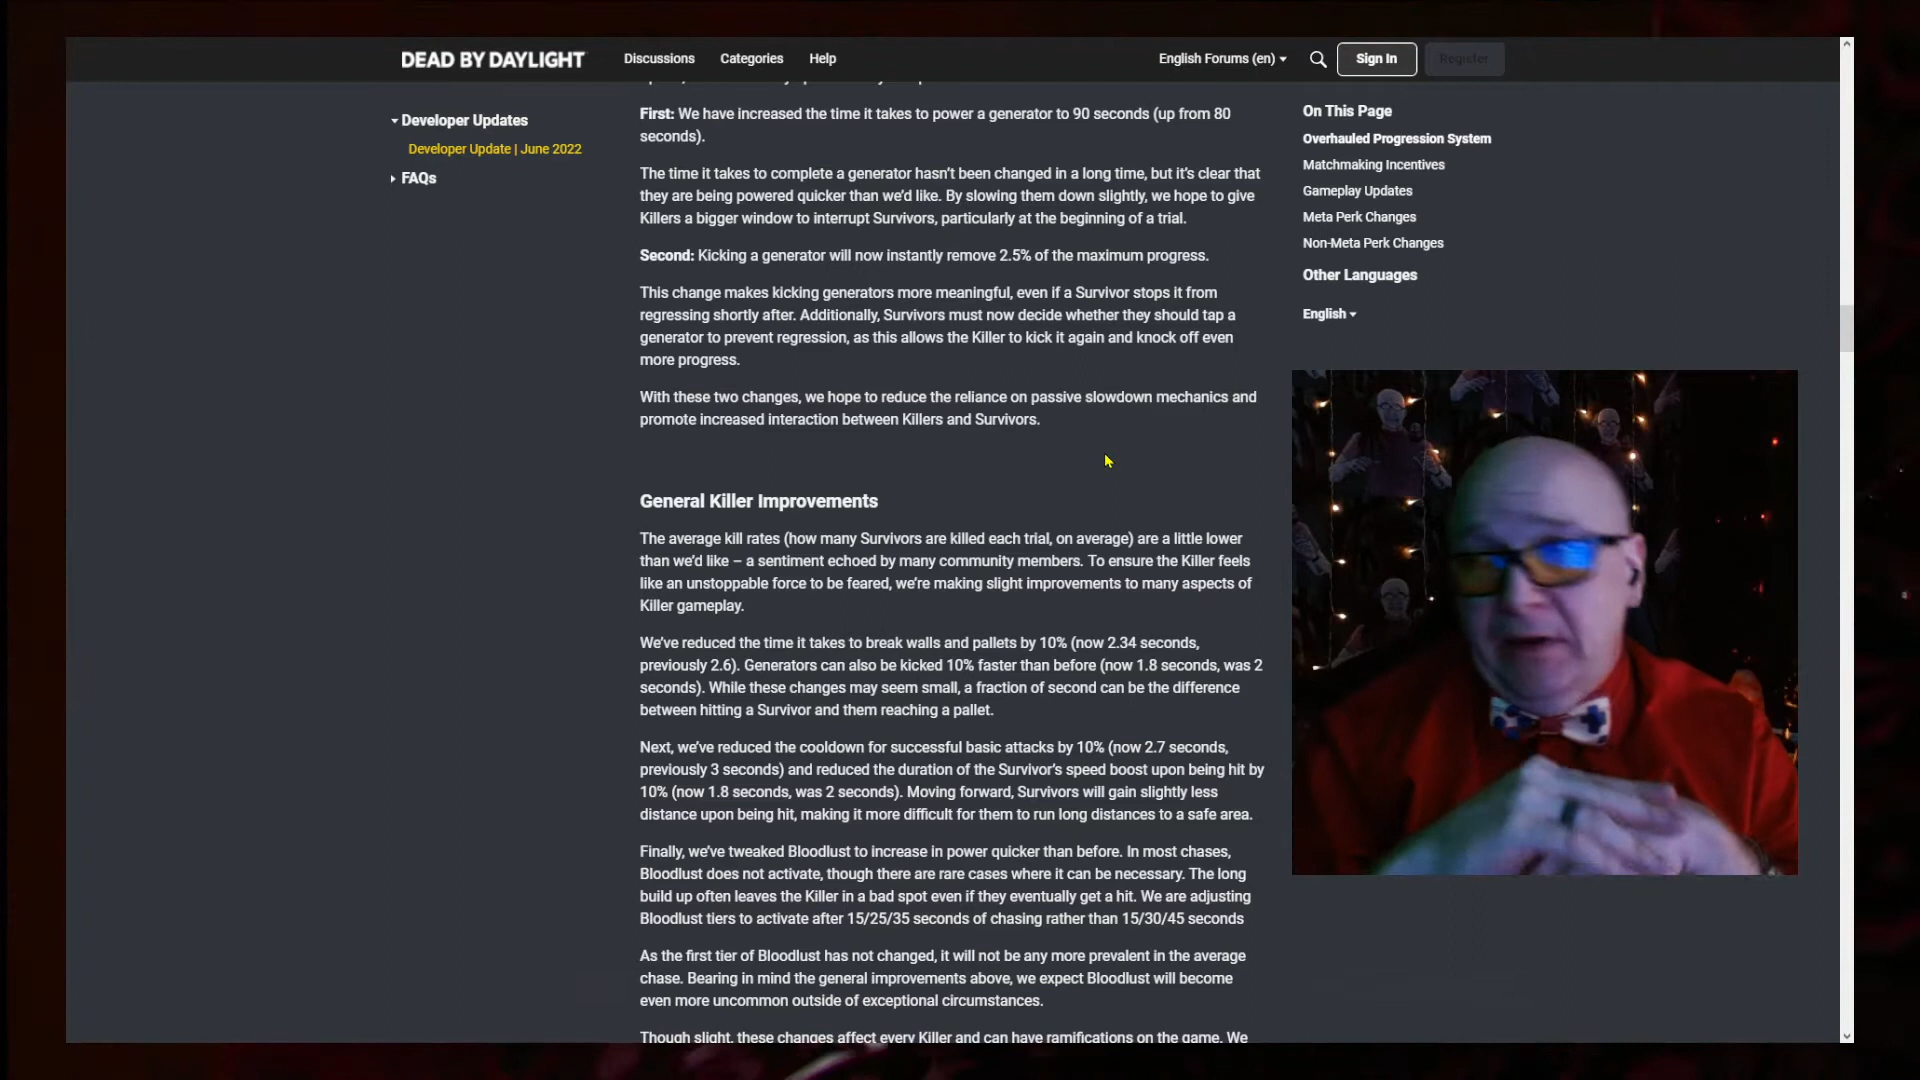 DEAD BY DAYLIGHT
Discussions
Categories
Help
English Forums (en)
Sign In
Register
Developer Updates
Developer Update | June 2022
FAQs
First: We have increased the time it takes to power a generator to 90 seconds (up from 80
seconds).
The time it takes to complete a generator hasn't been changed in a long time, but it's clear that
they are being powered quicker than we'd like. By slowing them down slightly, we hope to give
Killers a bigger window to interrupt Survivors, particularly at the beginning of a trial.
Second: Kicking a generator will now instantly remove 2.5% of the maximum progress.
This change makes kicking generators more meaningful, even if a Survivor stops it from
regressing shortly after. Additionally, Survivors must now decide whether they should tap a
generator to prevent regression, as this allows the Killer to kick it again and knock off even
more progress.
With these two changes, we hope to reduce the reliance on passive slowdown mechanics and
promote increased interaction between Killers and Survivors.
General Killer Improvements
The average kill rates (how many Survivors are killed each trial, on average) are a little lower
than we'd like – a sentiment echoed by many community members. To ensure the Killer feels
like an unstoppable force to be feared, we're making slight improvements to many aspects of
Killer gameplay.
We've reduced the time it takes to break walls and pallets by 10% (now 2.34 seconds,
previously 2.6). Generators can also be kicked 10% faster than before (now 1.8 seconds, was 2
seconds). While these changes may seem small, a fraction of second can be the difference
between hitting a Survivor and them reaching a pallet.
Next, we've reduced the cooldown for successful basic attacks by 10% (now 2.7 seconds,
previously 3 seconds) and reduced the duration of the Survivor's speed boost upon being hit by
10% (now 1.8 seconds, was 2 seconds). Moving forward, Survivors will gain slightly less
distance upon being hit, making it more difficult for them to run long distances to a safe area.
Finally, we've tweaked Bloodlust to increase in power quicker than before. In most chases,
Bloodlust does not activate, though there are rare cases where it can be necessary. The long
build up often leaves the Killer in a bad spot even if they eventually get a hit. We are adjusting
Bloodlust tiers to activate after 15/25/35 seconds of chasing rather than 15/30/45 seconds
As the first tier of Bloodlust has not changed, it will not be any more prevalent in the average
chase. Bearing in mind the general improvements above, we expect Bloodlust will become
even more uncommon outside of exceptional circumstances.
Though slight, these changes affect every Killer and can have ramifications on the game. We
On This Page
Overhauled Progression System
Matchmaking Incentives
Gameplay Updates
Meta Perk Changes
Non-Meta Perk Changes
Other Languages
English